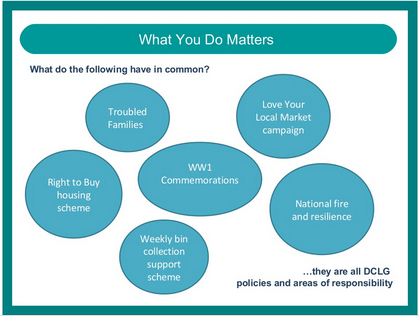 What You Do Matters
What do the following have in common?
Troubled
Families
Love Your
Local Market
campaign
WW1
Commemorations
Right to Buy
housing
scheme
National fire
and resilience
Weekly bin
collection
support
scheme
…they are all DCLG
policies and areas of responsibility